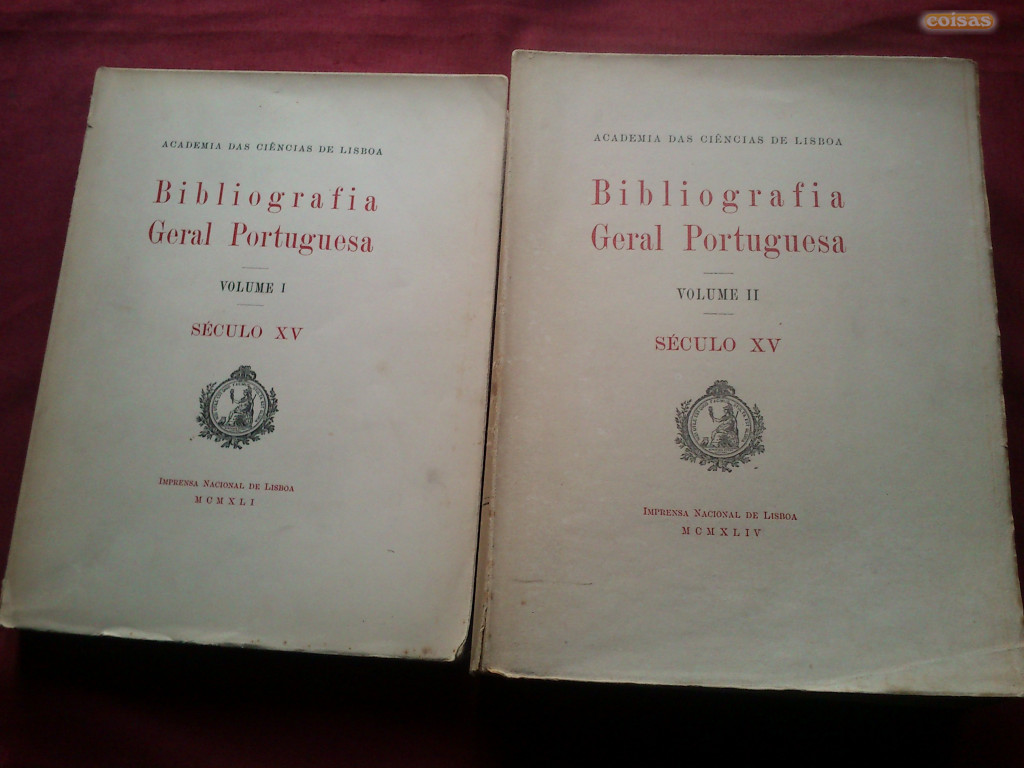 coisas
ACADEMIA DAS CIÊNCIAS DE LISBOA
Bibliografia
Geral Portuguesa
VOLUME I
SÉCULO XV
IMPRENSA NACIONAL DE LISBOA
MCMXLI
ACADEMIA DAS CIÊNCIAS DE LISBOA
Bibliografia
Geral Portuguesa
VOLUME II
SÉCULO XV
IMPRENSA NACIONAL DE LISBOA
MCMXLIV